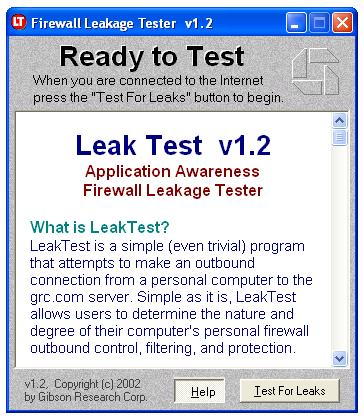 LT Firewall Leakage Tester v1.2
Ready to Test
When you are connected to the Internet
press the "Test For Leaks" button to begin.
Leak Test v1.2
Application Awareness
Firewall Leakage Tester
What is LeakTest?
LeakTest is a simple (even trivial) program
that attempts to make an outbound
connection from a personal computer to the
grc.com server. Simple as it is, LeakTest
allows users to determine the nature and
degree of their computer's personal firewall
outbound control, filtering, and protection.
v1.2, Copyright (c) 2002
by Gibson Research Corp.
Help
Test For Leaks